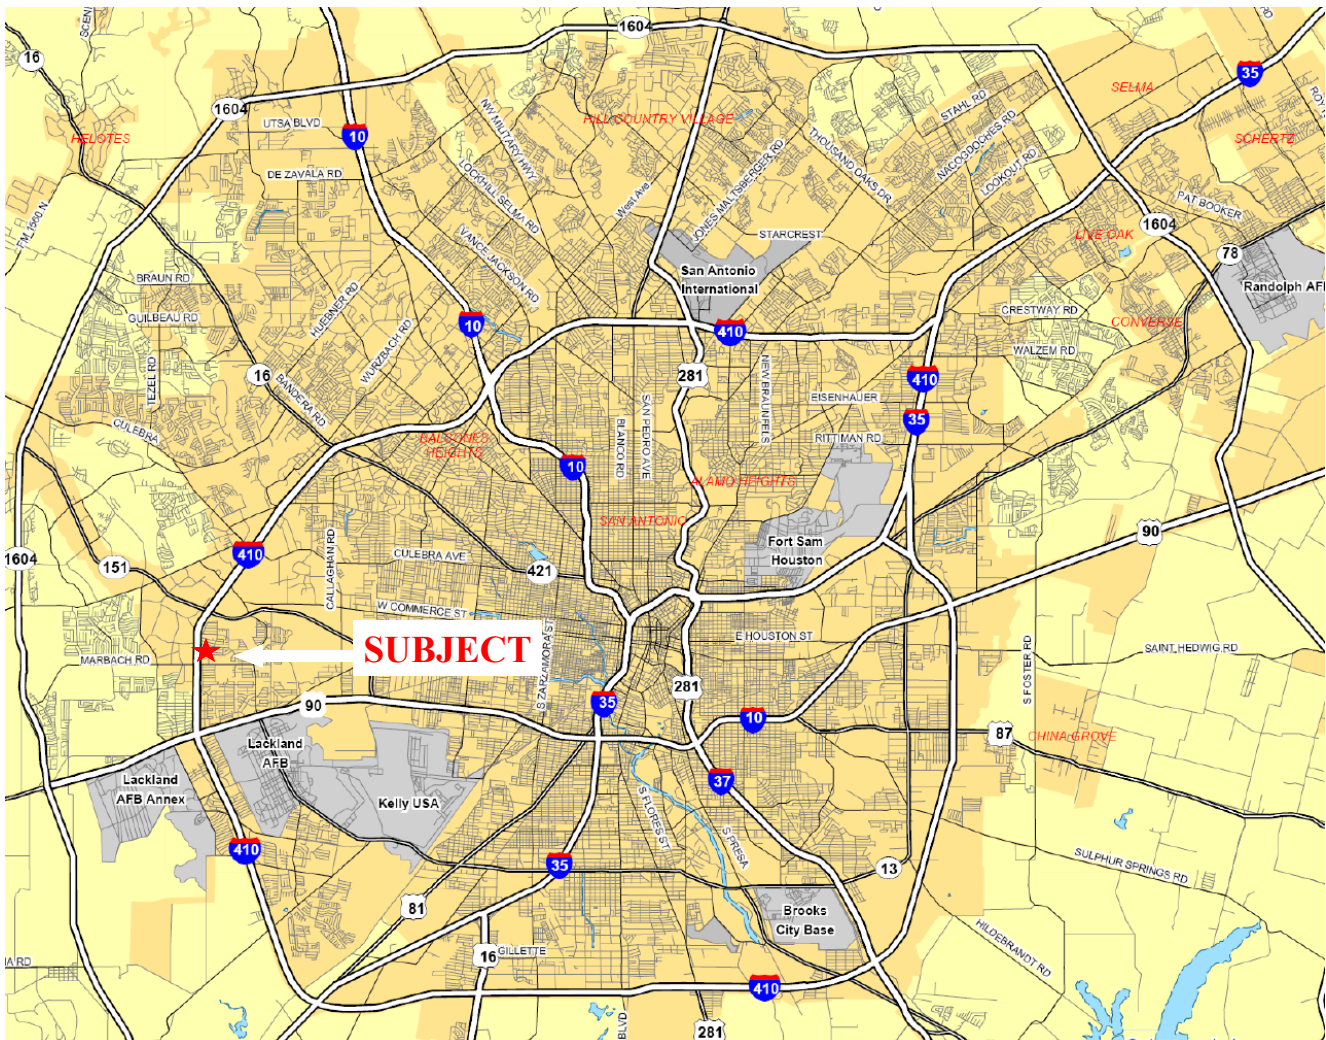 1604
16
SCEN
35
SELMA
1604
10
UTSA BLVD
HELOTES
NW MILITARY HWY
HILL COUNTRY VILLAGE
STAHL RD
NACOGDOCHES RD
LOOKOUT RD
SCHERTZ
THOUSAND OAKS DR
JONES MALTSBERGER RD
DE ZAVALA RD
LOCKHILL SELMA RD
West Ave
PAT BOOKER
1604
FM 1560 N
VANCE JACKSON RD
STARCREST
LIVE OAK
78
San Antonio
International
BRAUN RD
Randolph AFB
HUEBNER RD
GUILBEAU RD
WURZBACH RD
10
410
CRESTWAY RD
CONVERSE
WALZEM RD
TEZEL RD
16
BANDERA RD
281
NEW BRAUNFELS
410
EISENHAUER
35
CULEBRA
BLANCO RD
SAN PEDRO AVE
RITTIMAN RD
BALCONES
HEIGHTS
10
ALAMO HEIGHTS
SAN ANTONIO
90
1604
151
410
CALLAGHAN RD
CULEBRA AVE
421
Fort Sam
Houston
W COMMERCE ST
E HOUSTON ST
SUBJECT
MARBACH RD
S ZARZAMORA ST
S FOSTER RD
SAINT HEDWIG RD
90
35
281
10
87
CHINA GROVE
Lackland
AFB
Lackland
AFB Annex
Kelly USA
37
S FLORES ST
S PRESA
410
35
13
SULPHUR SPRINGS RD
81
Brooks
City Base
HILDEBRANDT RD
16
GILLETTE
410
BLVD
281